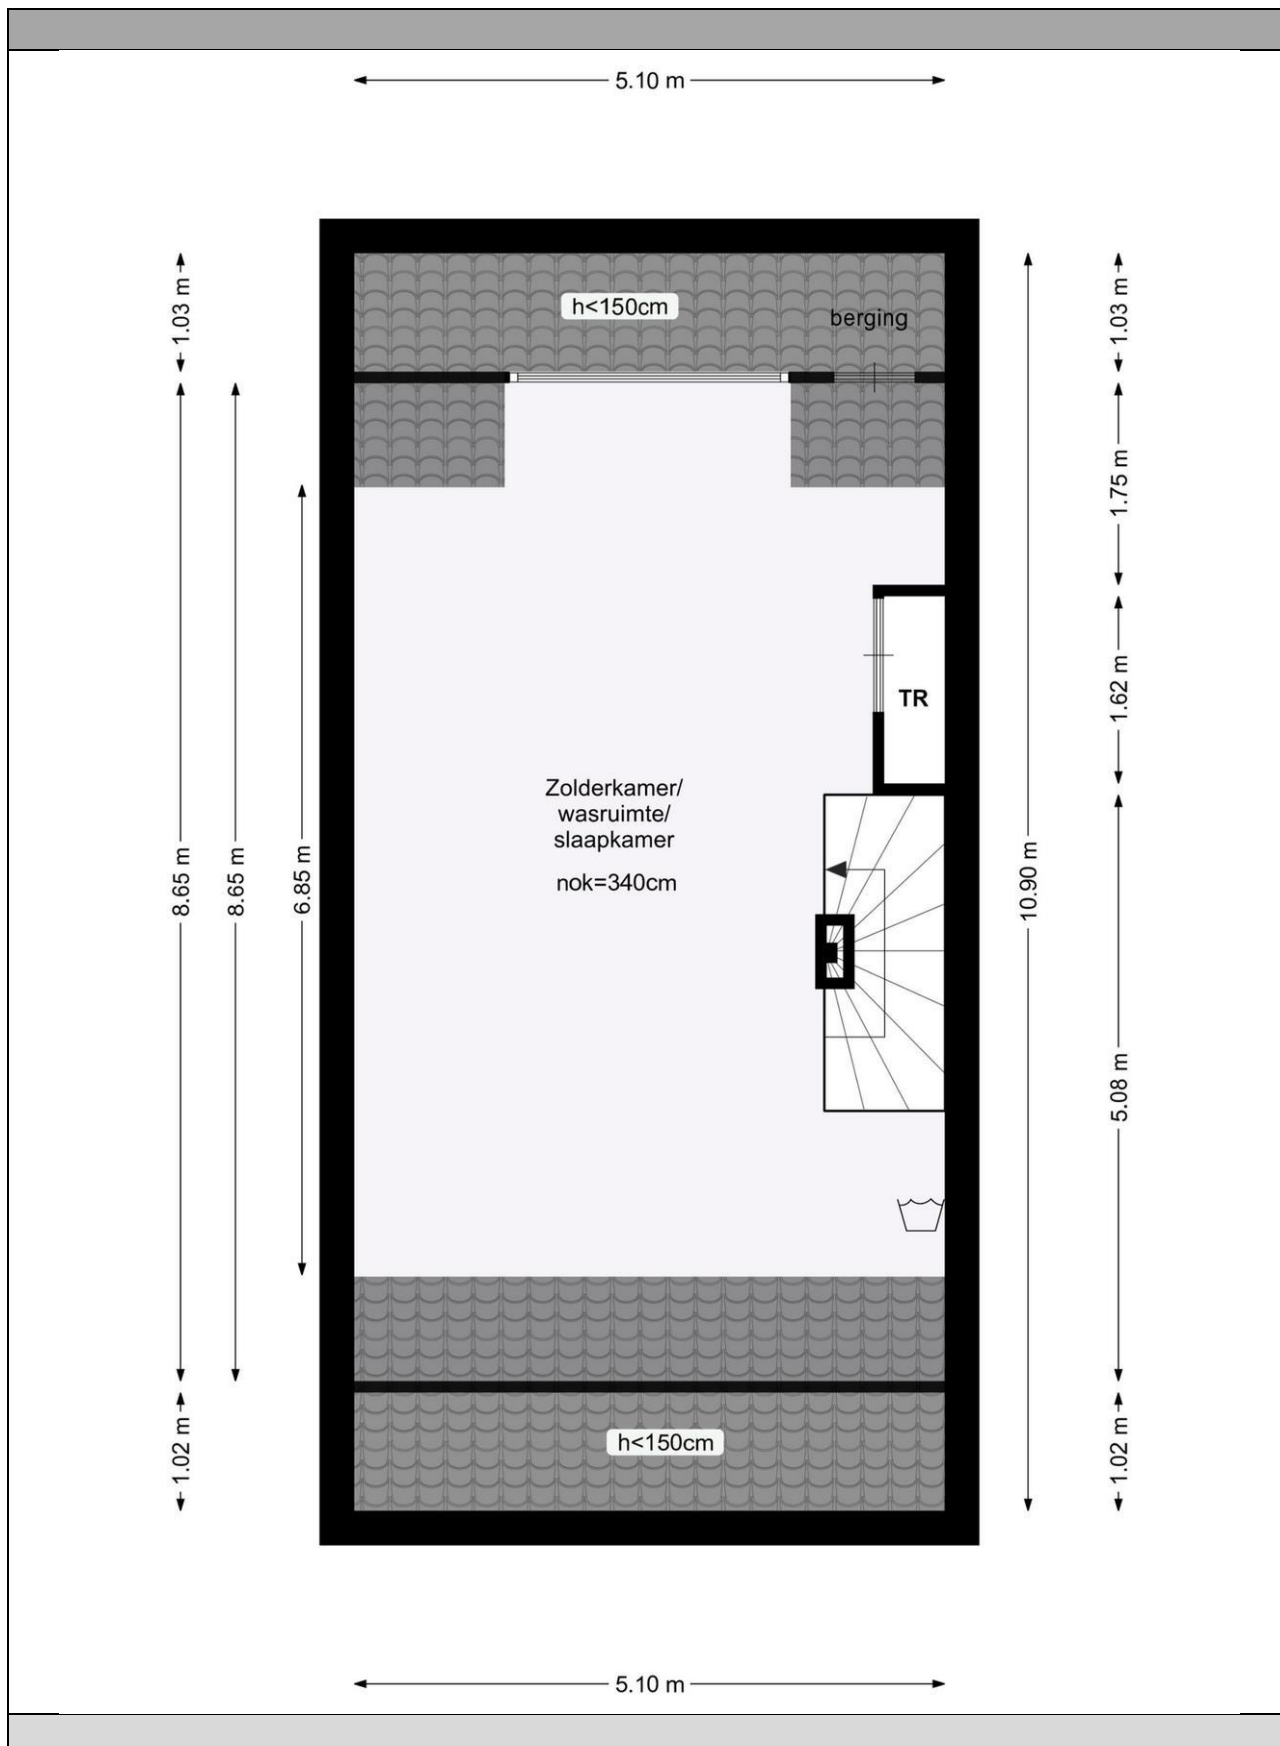 5.10 m
h<150cm
berging
1.03 m
1.03 m
1.75 m
1.62 m
TR
Zolderkamer/
wasruimte/
slaapkamer
nok=340cm
8.65 m
8.65 m
6.85 m
10.90 m
5.08 m
h<150cm
1.02 m
1.02 m
5.10 m